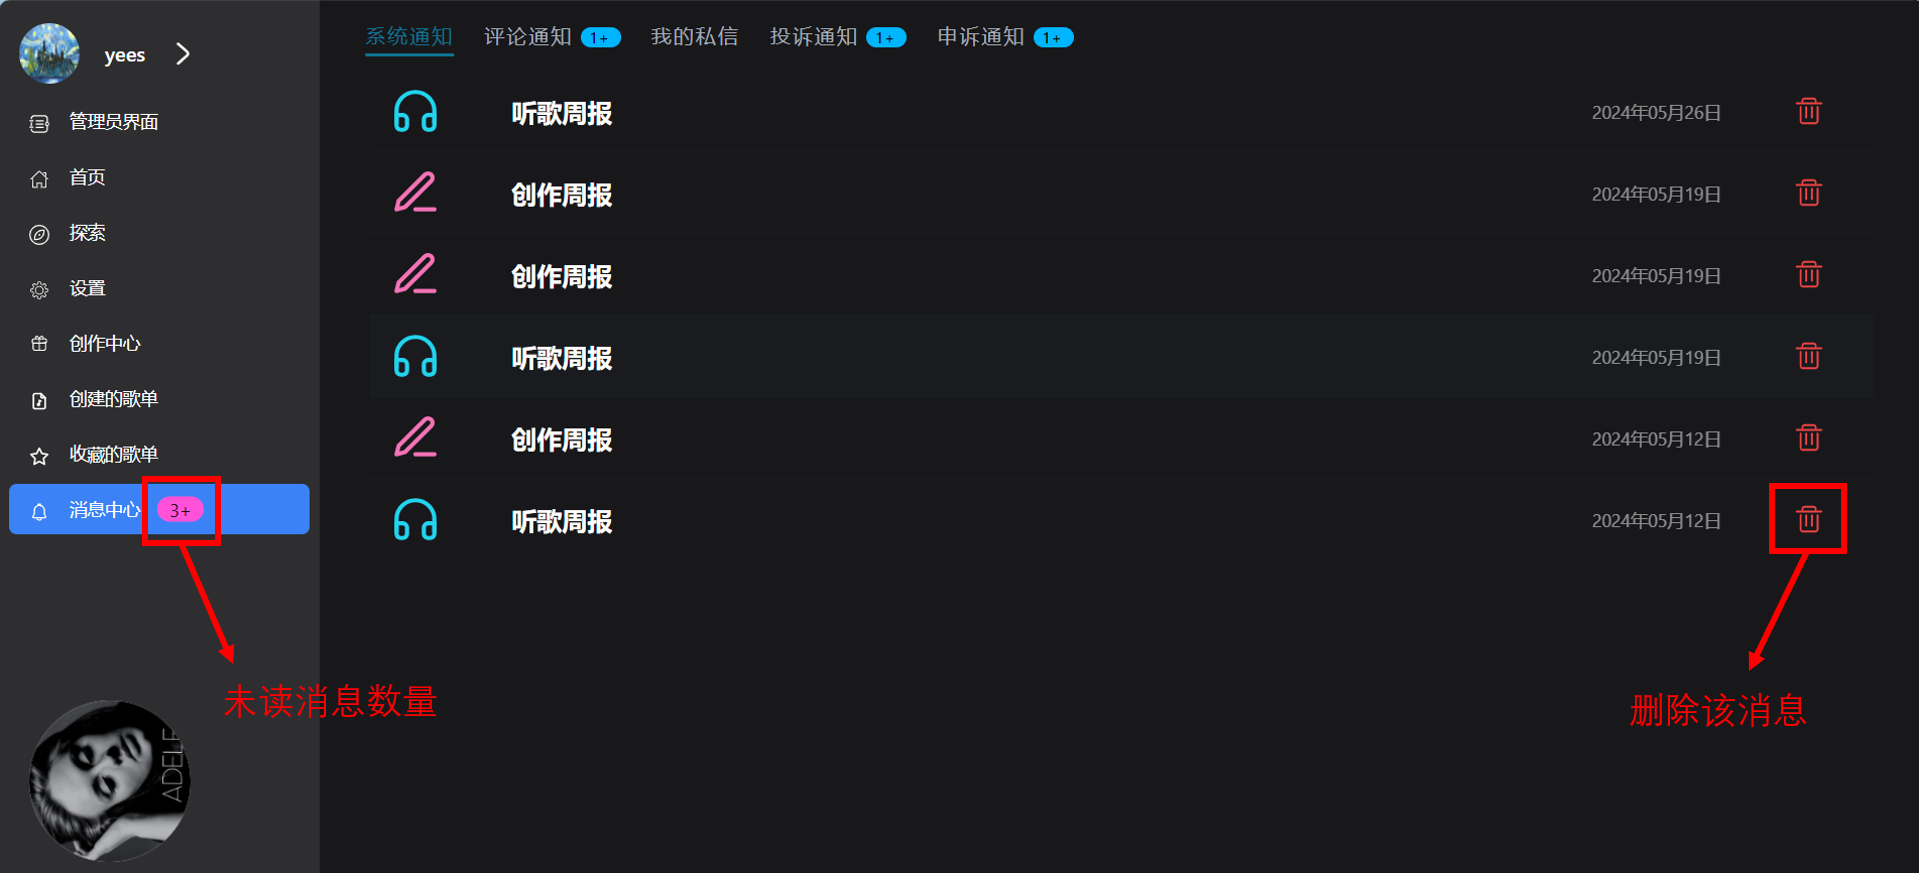 yees
管理员界面
首页
探索
设置
创作中心
创建的歌单
收藏的歌单
消息中心 3+
未读消息数量
ADELE
系统通知 评论通知 1+ 我的私信 投诉通知 1+ 申诉通知 1+
听歌周报 2024年05月26日
创作周报 2024年05月19日
创作周报 2024年05月19日
听歌周报 2024年05月19日
创作周报 2024年05月12日
听歌周报 2024年05月12日
删除该消息